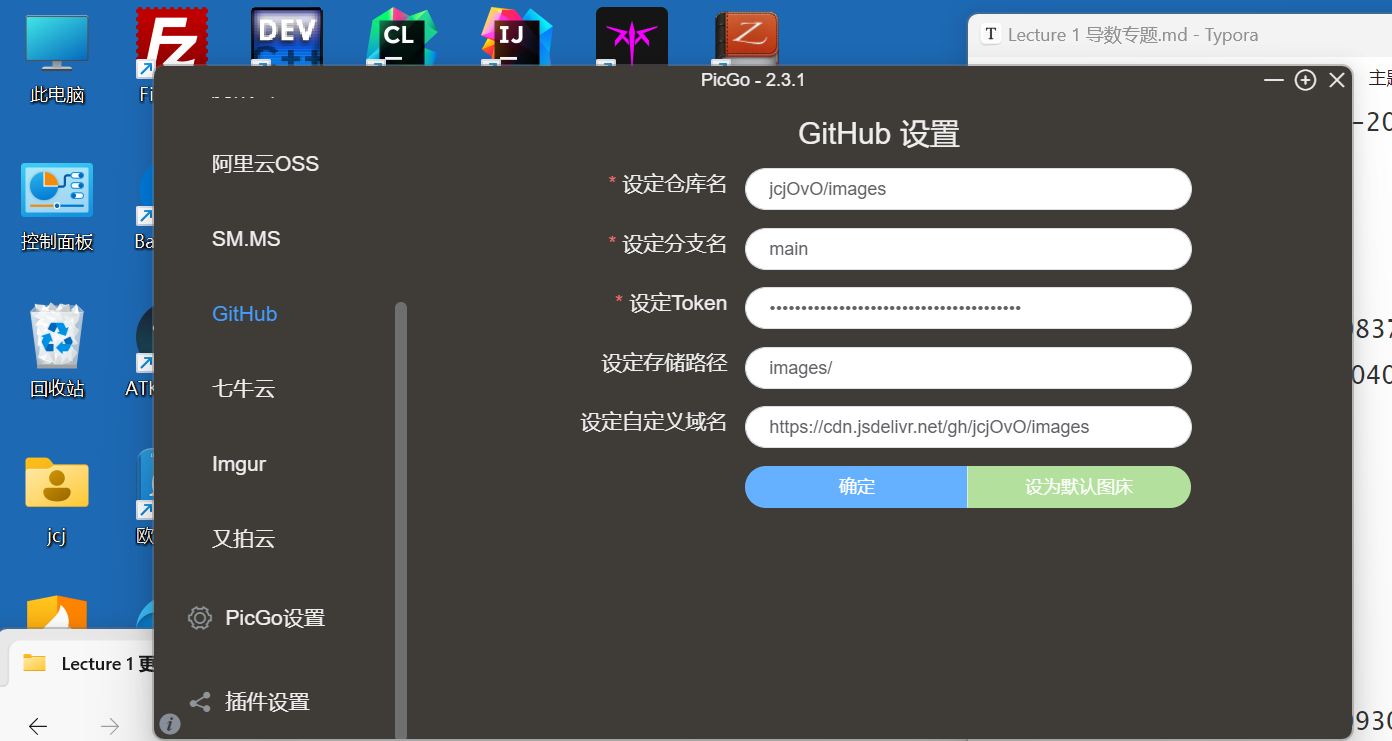 DEV
C++
CL
IJ
Fz
Z
此电脑
Fi
T Lecture 1 导数专题.md - Typora
主题
PicGo - 2.3.1
-20
GitHub 设置
阿里云OSS
* 设定仓库名
jcjOvO/images
控制面板
Ba
SM.MS
* 设定分支名
main
GitHub
* 设定Token
••••••••••••••••••••••••••••••••••••••••
837
回收站
ATK
七牛云
设定存储路径
images/
040
设定自定义域名
https://cdn.jsdelivr.net/gh/jcjOvO/images
Imgur
确定
设为默认图床
jcj
欧
又拍云
PicGo设置
Lecture 1 更
插件设置
i
930